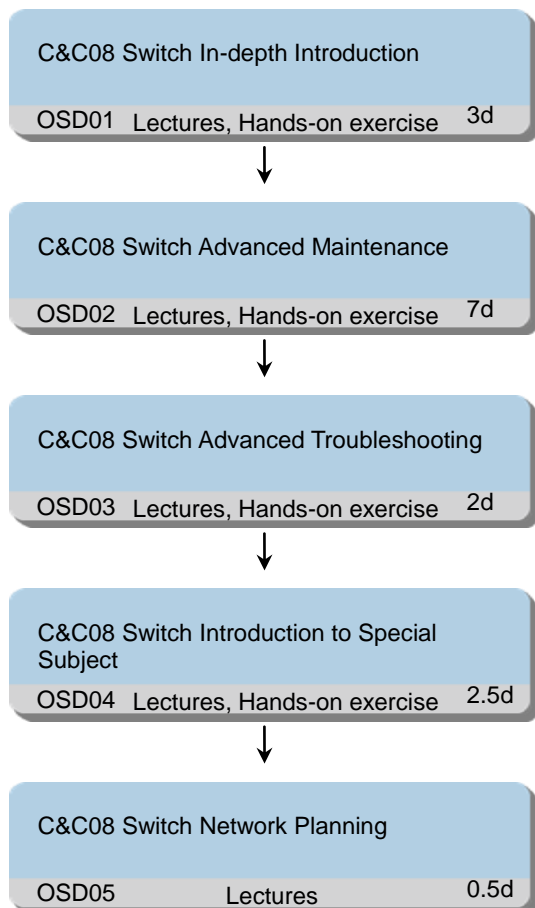 C&C08 Switch In-depth Introduction
OSD01 Lectures, Hands-on exercise 3d
C&C08 Switch Advanced Maintenance
OSD02 Lectures, Hands-on exercise 7d
C&C08 Switch Advanced Troubleshooting
OSD03 Lectures, Hands-on exercise 2d
C&C08 Switch Introduction to Special
Subject
OSD04 Lectures, Hands-on exercise 2.5d
C&C08 Switch Network Planning
OSD05 Lectures 0.5d